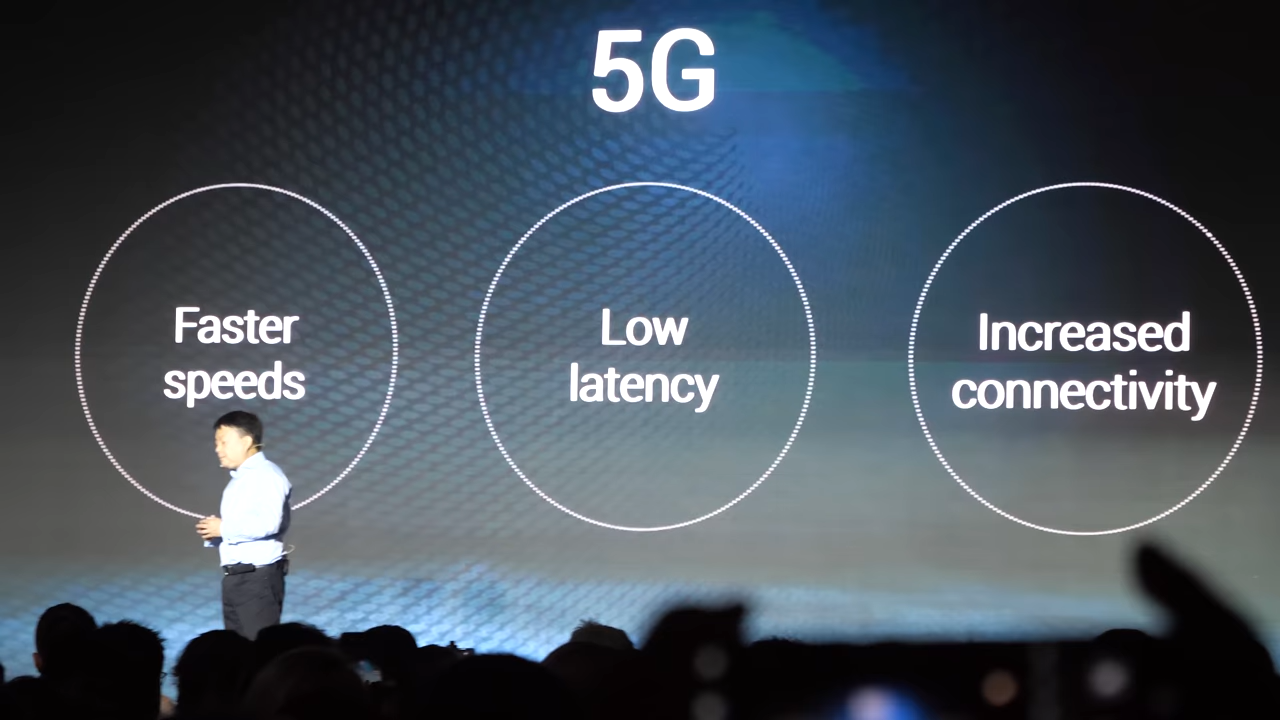 5G
Faster
speeds
Low
latency
Increased
connectivity